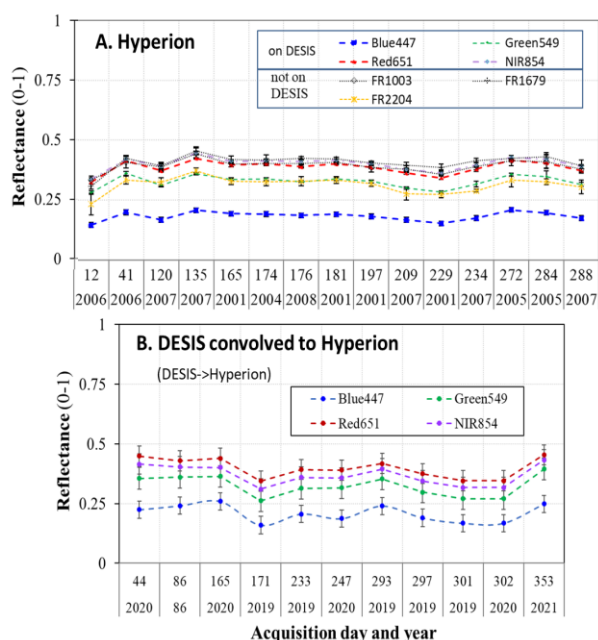 A. Hyperion
on DESIS
Blue447
Green549
Red651
NIR854
not on
DESIS
FR1003
FR1679
FR2204
Reflectance (0-1)
1
0.75
0.5
0.25
0
12 41 120 135 165 174 176 181 197 209 229 234 272 284 288
2006 2006 2007 2007 2001 2004 2008 2001 2001 2007 2001 2007 2005 2005 2007
B. DESIS convolved to Hyperion
(DESIS->Hyperion)
Blue447
Green549
Red651
NIR854
Reflectance (0-1)
1
0.75
0.5
0.25
0
44 86 165 171 233 247 293 297 301 302 353
2020 86 2020 2019 2019 2020 2019 2019 2019 2020 2021
Acquisition day and year